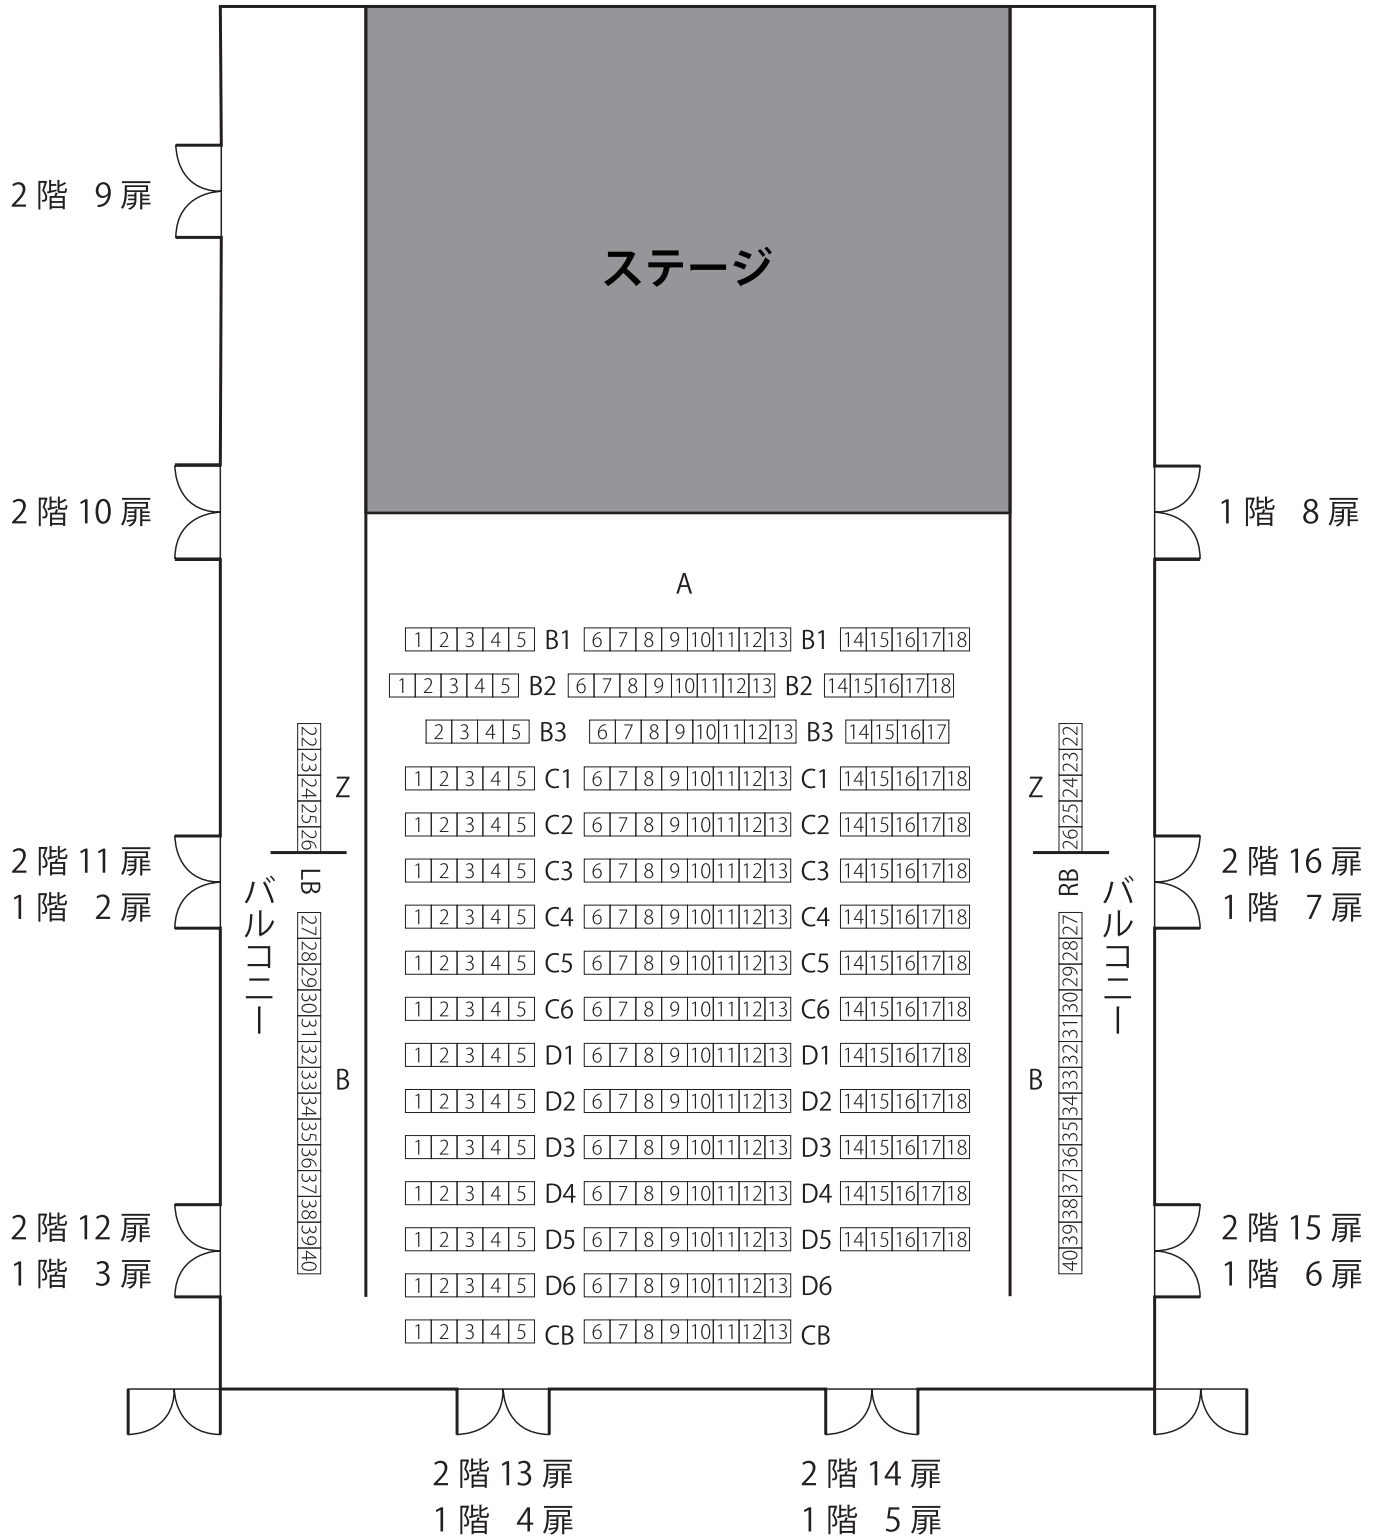 ステージ
2階 9扉
2階10扉
1階 8扉
A
1 2 3 4 5 B1 6 7 8 9 10 11 12 13 B1 14 15 16 17 18
1 2 3 4 5 B2 6 7 8 9 10 11 12 13 B2 14 15 16 17 18
2 3 4 5 B3 6 7 8 9 10 11 12 13 B3 14 15 16 17
1 2 3 4 5 C1 6 7 8 9 10 11 12 13 C1 14 15 16 17 18
1 2 3 4 5 C2 6 7 8 9 10 11 12 13 C2 14 15 16 17 18
1 2 3 4 5 C3 6 7 8 9 10 11 12 13 C3 14 15 16 17 18
1 2 3 4 5 C4 6 7 8 9 10 11 12 13 C4 14 15 16 17 18
1 2 3 4 5 C5 6 7 8 9 10 11 12 13 C5 14 15 16 17 18
1 2 3 4 5 C6 6 7 8 9 10 11 12 13 C6 14 15 16 17 18
1 2 3 4 5 D1 6 7 8 9 10 11 12 13 D1 14 15 16 17 18
1 2 3 4 5 D2 6 7 8 9 10 11 12 13 D2 14 15 16 17 18
1 2 3 4 5 D3 6 7 8 9 10 11 12 13 D3 14 15 16 17 18
1 2 3 4 5 D4 6 7 8 9 10 11 12 13 D4 14 15 16 17 18
1 2 3 4 5 D5 6 7 8 9 10 11 12 13 D5 14 15 16 17 18
1 2 3 4 5 D6 6 7 8 9 10 11 12 13 D6
1 2 3 4 5 CB 6 7 8 9 10 11 12 13 CB
22 23 24 25 26 LB 27 28 29 30 31 32 33 34 35 36 37 38 39 40
Z
バルコニー
B
22 23 24 25 26 RB 27 28 29 30 31 32 33 34 35 36 37 38 39 40
Z
バルコニー
B
2階11扉
1階 2扉
2階16扉
1階 7扉
2階12扉
1階 3扉
2階15扉
1階 6扉
2階13扉
1階 4扉
2階14扉
1階 5扉